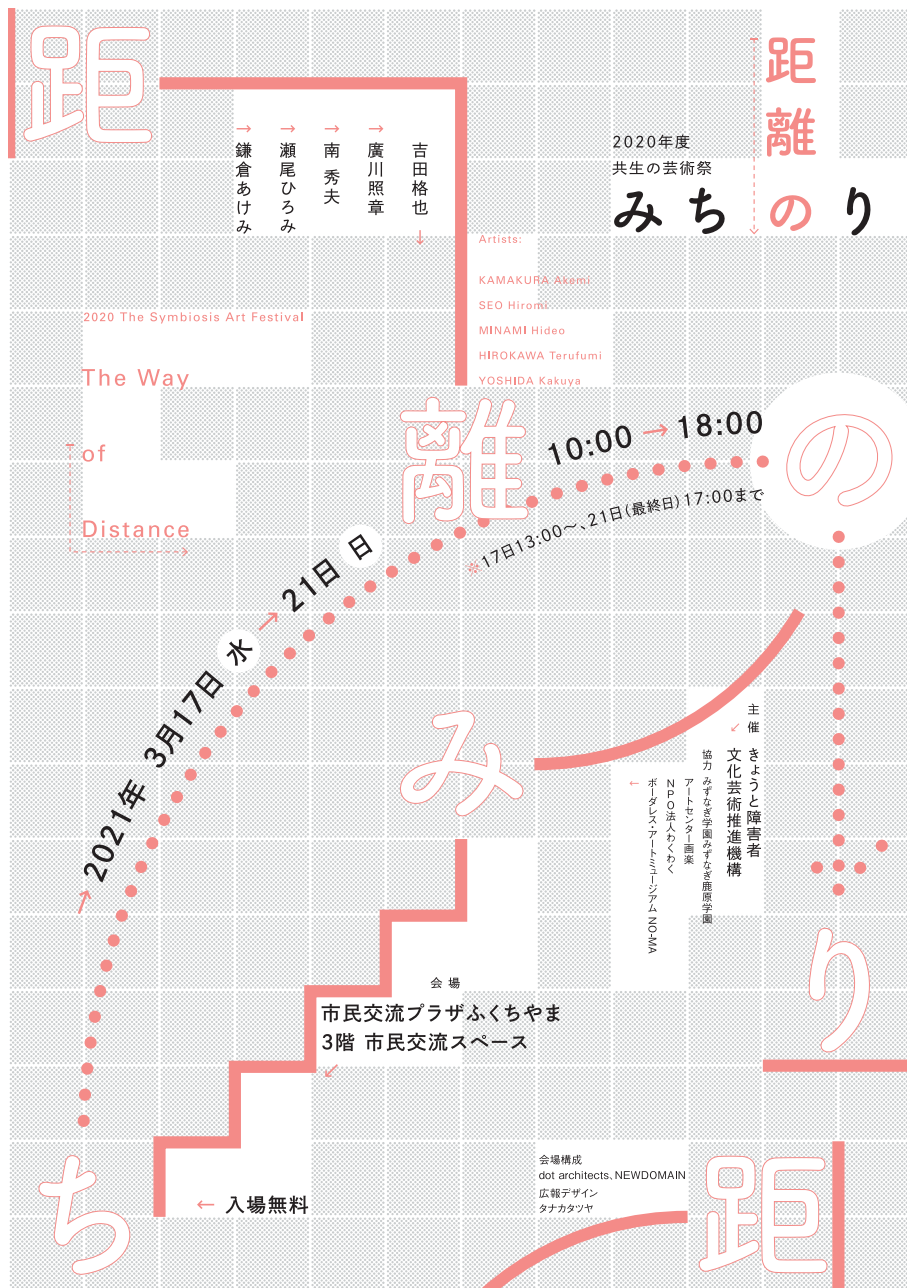 距
離
の
み
ち
り
距
距離
2020年度
共生の芸術祭
みちのり
吉田格也 ↓
→ 廣川照章
→ 南 秀夫
→ 瀬尾ひろみ
→ 鎌倉あけみ
Artists:
KAMAKURA Akemi
SEO Hiromi
MINAMI Hideo
HIROKAWA Terufumi
YOSHIDA Kakuya
2020 The Symbiosis Art Festival
The Way
of
Distance
→ 2021年 3月17日 水 → 21日 日
10:00 → 18:00
※17日13:00〜、21日(最終日)17:00まで
主催 きょうと障害者
↙ 文化芸術推進機構
協力 みずなぎ学園みずなぎ鹿原学園
アートセンター画楽
NPO法人わくわく
← ボーダレス・アートミュージアム NO-MA
会場
市民交流プラザふくちやま
3階 市民交流スペース
↙
← 入場無料
会場構成
dot architects、NEWDOMAIN
広報デザイン
タナカタツヤ